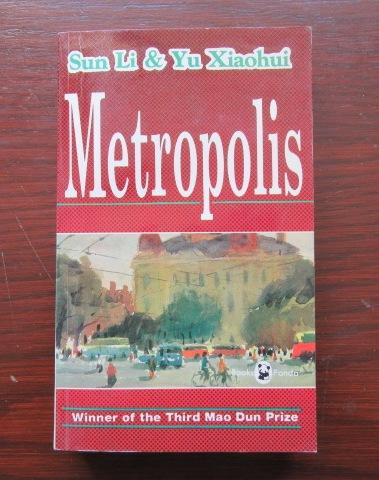 Sun Li & Yu Xiaohui
Metropolis
Books Panda
Winner of the Third Mao Dun Prize